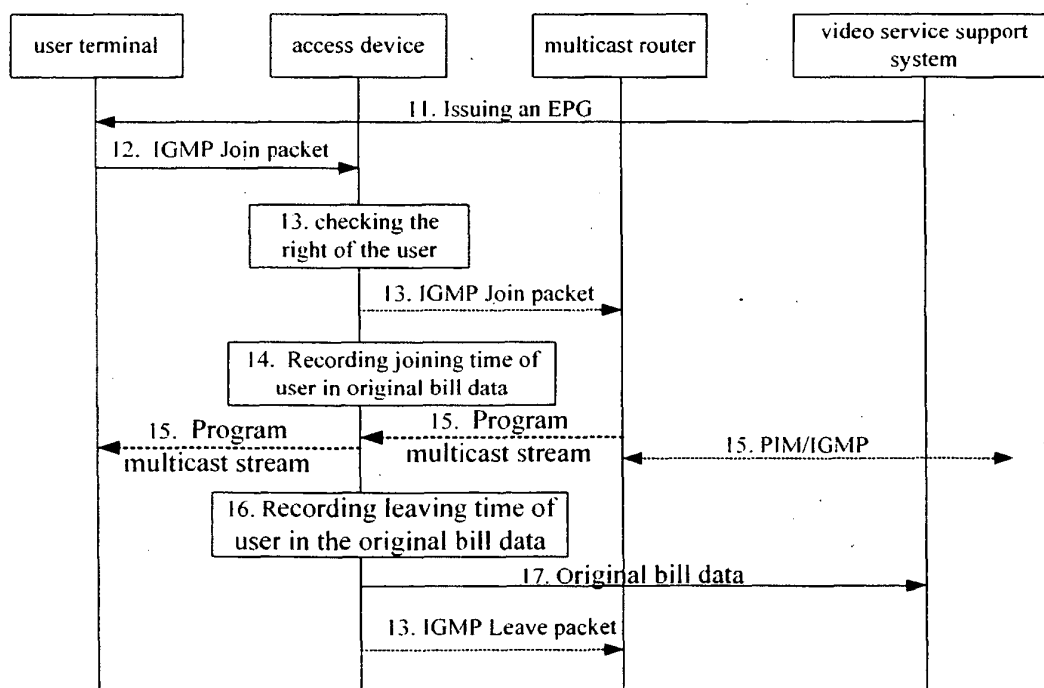 user terminal
access device
multicast router
video service support
system
11. Issuing an EPG
12. IGMP Join packet
13. checking the
right of the user
13. IGMP Join packet
14. Recording joining time of
user in original bill data
15. Program
multicast stream
15. Program
multicast stream
15. PIM/IGMP
16. Recording leaving time of
user in the original bill data
17. Original bill data
13. IGMP Leave packet